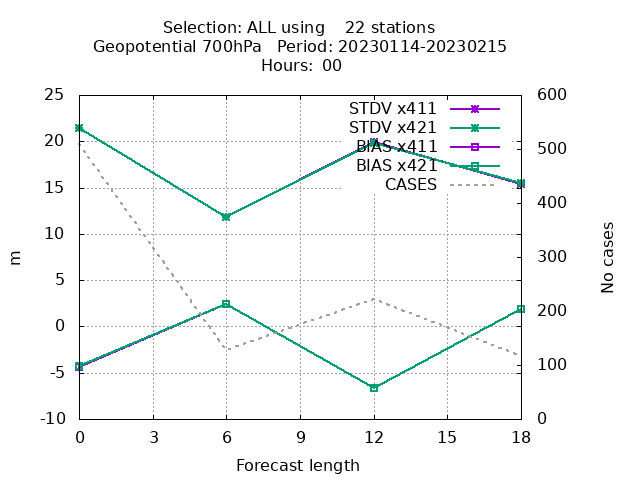 Selection: ALL using    22 stations
Geopotential 700hPa   Period: 20230114-20230215
Hours: 00
25
20
15
10
5
0
-5
-10
600
500
400
300
200
100
0
STDV x411
STDV x421
BIAS x411
BIAS x421
CASES
m
No cases
0 3 6 9 12 15 18
Forecast length